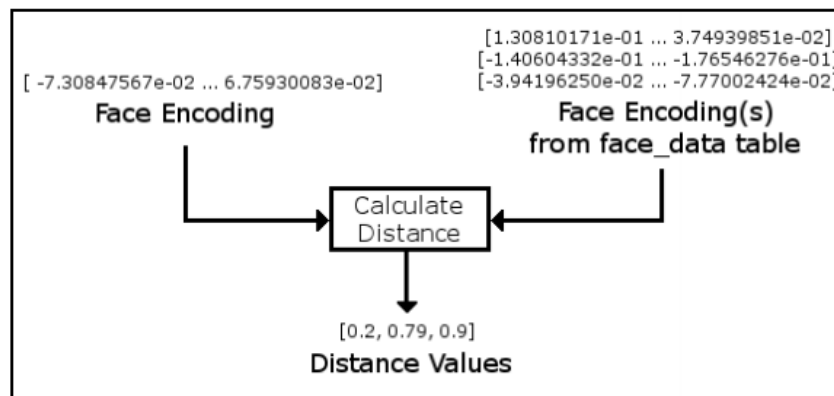 [ -7.30847567e-02 ... 6.75930083e-02]
Face Encoding
[1.30810171e-01 ... 3.74939851e-02]
[-1.40604332e-01 ... -1.76546276e-01]
[-3.94196250e-02 ... -7.77002424e-02]
Face Encoding(s)
from face_data table
Calculate
Distance
[0.2, 0.79, 0.9]
Distance Values